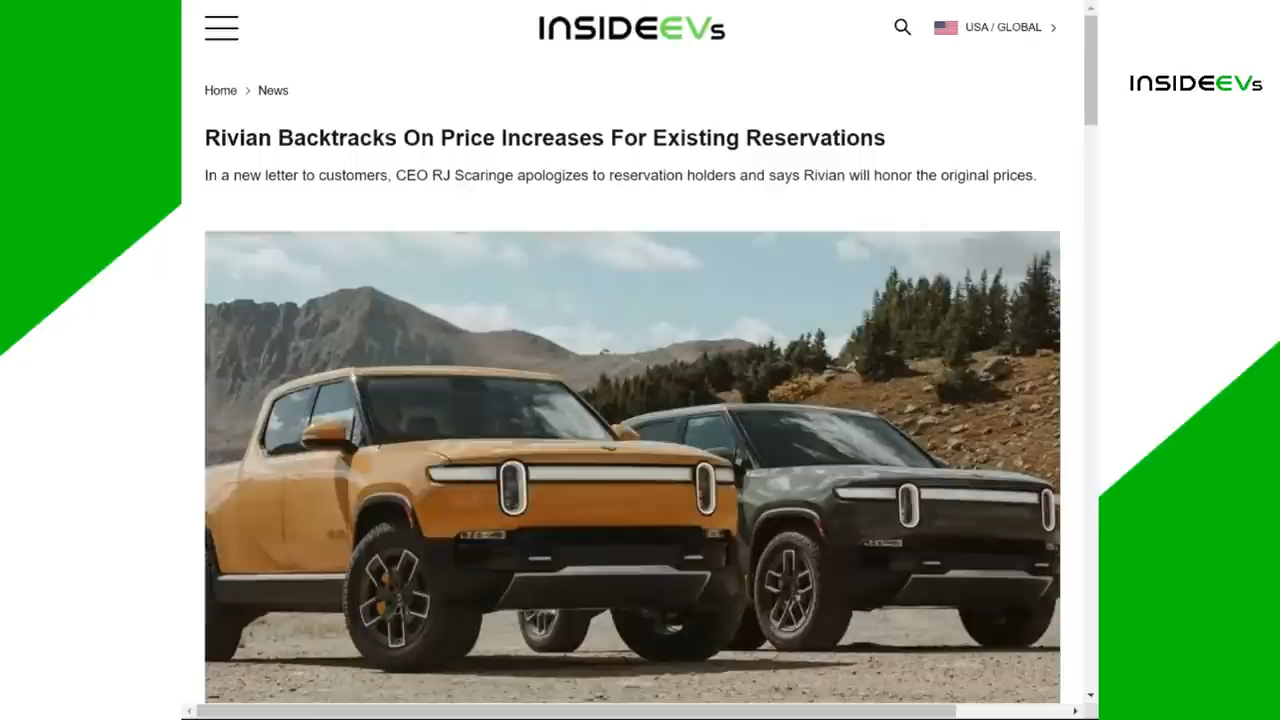 INSIDEEVs
USA / GLOBAL
INSIDEEVs
Home > News
Rivian Backtracks On Price Increases For Existing Reservations
In a new letter to customers, CEO RJ Scaringe apologizes to reservation holders and says Rivian will honor the original prices.